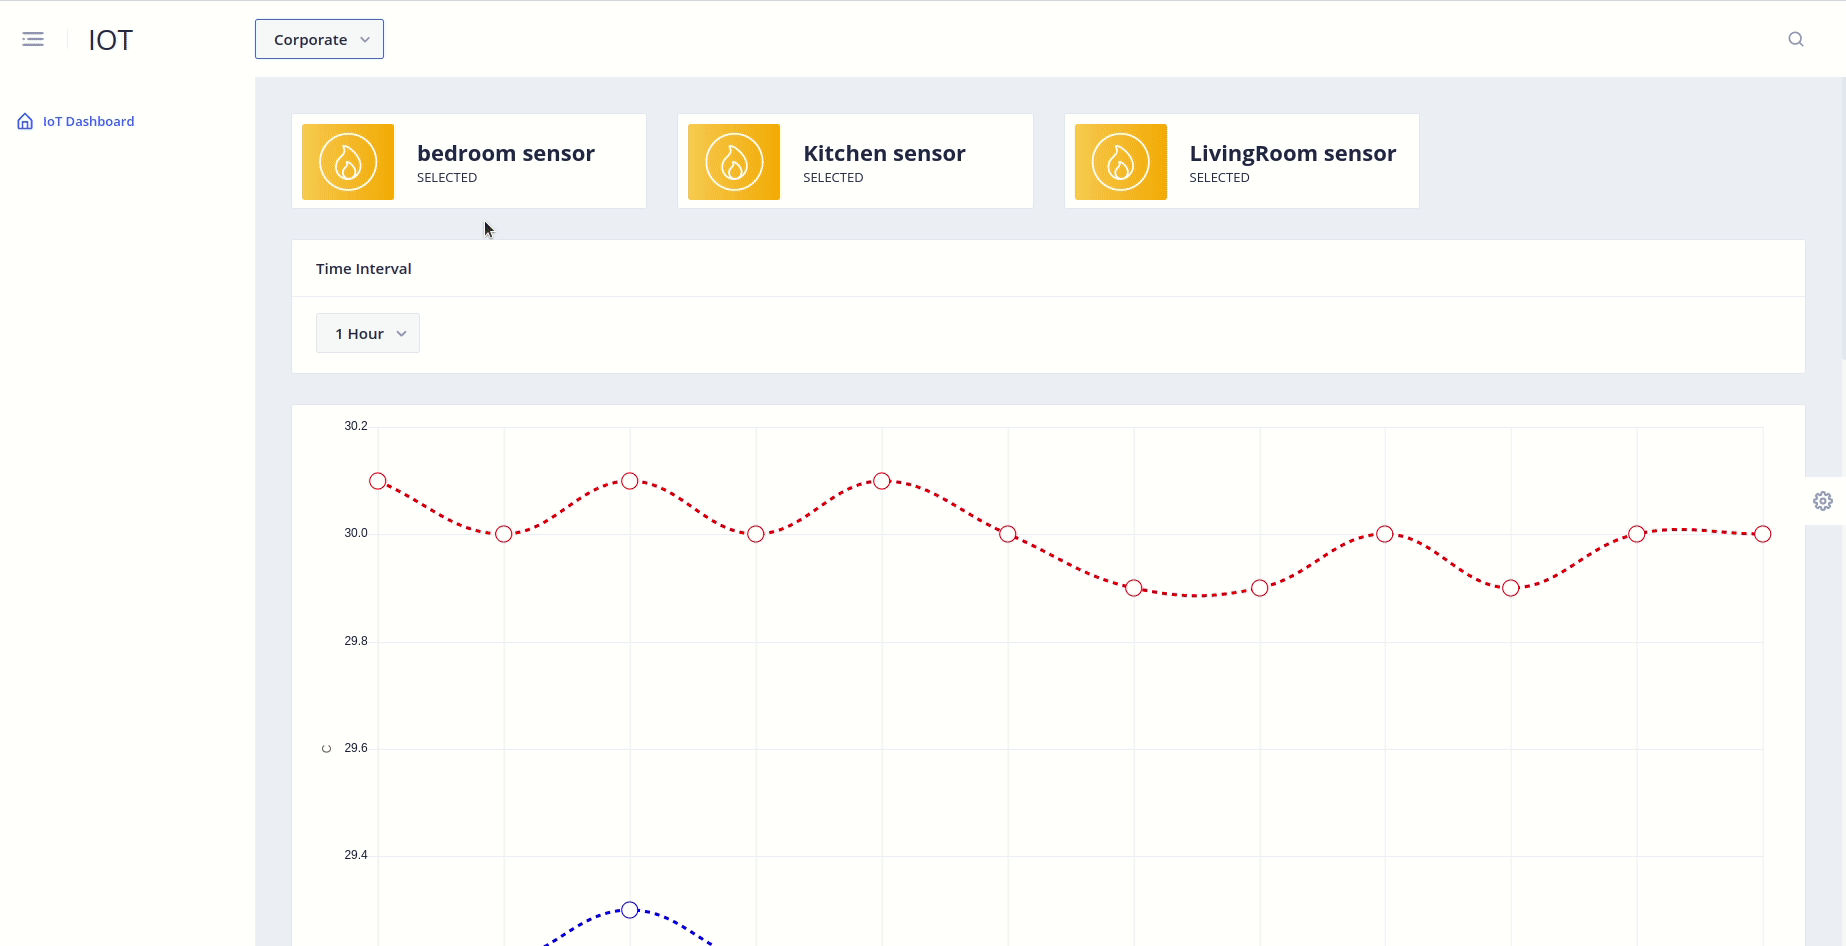 IOT
Corporate
IoT Dashboard
bedroom sensor
SELECTED
Kitchen sensor
SELECTED
LivingRoom sensor
SELECTED
Time Interval
1 Hour
30.2
30.0
29.8
29.6
29.4
C